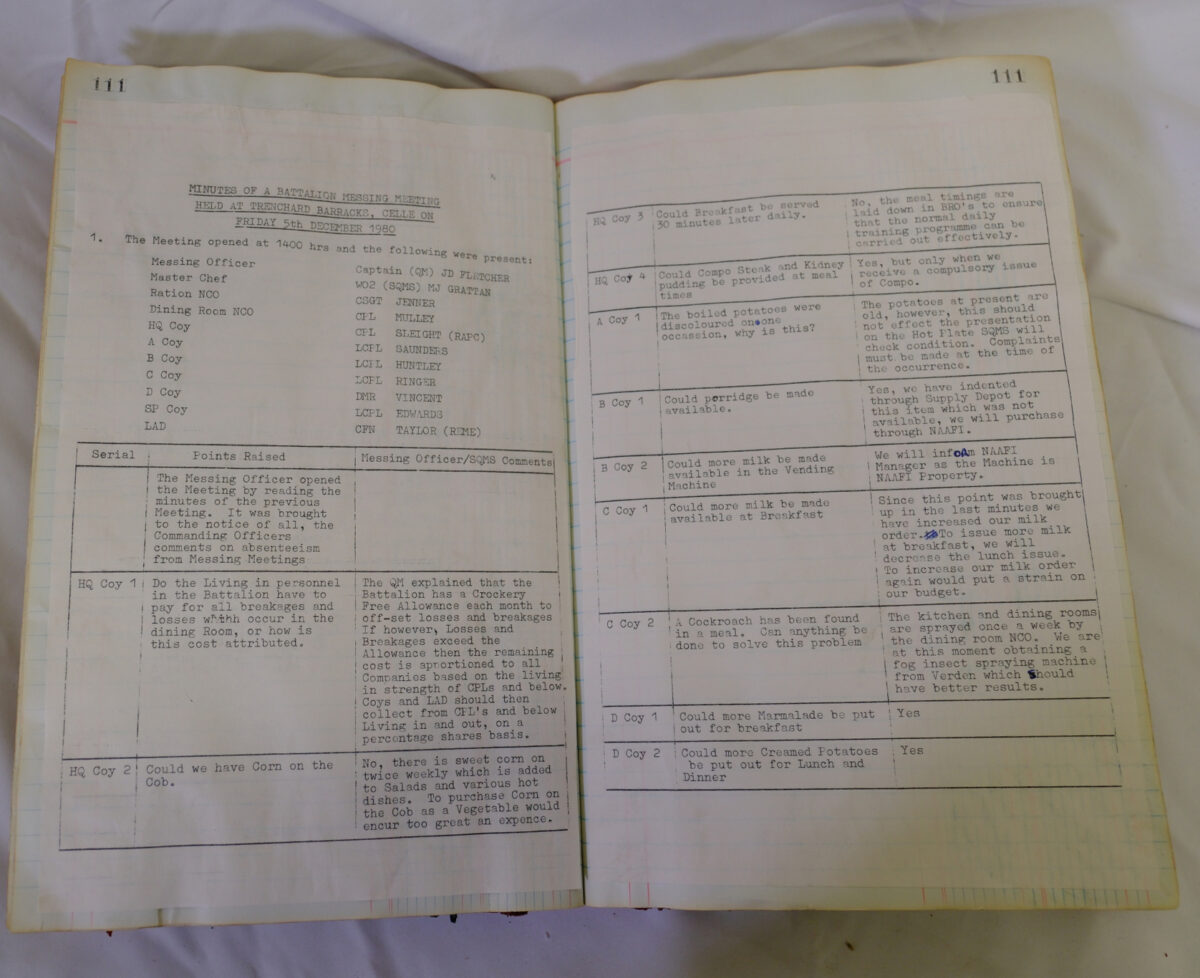 111
MINUTES OF A BATTALION MESSING MEETING
HELD AT TRENCHARD BARRACKS, CELLE ON
FRIDAY 5th DECEMBER 1980
1. The Meeting opened at 1400 hrs and the following were present:
Messing Officer Captain (QM) JD FLETCHER
Master Chef WO2 (SQMS) MJ GRATTAN
Ration NCO CSGT JENNER
Dining Room NCO CPL MULLEY
HQ Coy CPL SLEIGHT (RAPC)
A Coy LCPL SAUNDERS
B Coy LCPL HUNTLEY
C Coy LCPL RINGER
D Coy DMR VINCENT
SP Coy LCPL EDWARDS
LAD CFN TAYLOR (REME)
Serial Points Raised Messing Officer/SQMS Comments
The Messing Officer opened
the Meeting by reading the
minutes of the previous
Meeting. It was brought
to the notice of all, the
Commanding Officers
comments on absenteeism
from Messing Meetings
HQ Coy 1
Do the Living in personnel
in the Battalion have to
pay for all breakages and
losses which occur in the
dining Room, or how is
this cost attributed.
The QM explained that the
Battalion has a Crockery
Free Allowance each month to
off-set losses and breakages
If however, Losses and
Breakages exceed the
Allowance then the remaining
cost is aportioned to all
Companies based on the living
in strength of CPLs and below.
Coys and LAD should then
collect from CPL's and below
Living in and out, on a
percentage shares basis.
HQ Coy 2
Could we have Corn on the
Cob.
No, there is sweet corn on
twice weekly which is added
to Salads and various hot
dishes. To purchase Corn on
the Cob as a Vegetable would
encur too great an expence.
111
HQ Coy 3
Could Breakfast be served
30 minutes later daily.
No, the meal timings are
laid down in BRO's to ensure
that the normal daily
training programme can be
carried out effectively.
HQ Coy 4
Could Compo Steak and Kidney
pudding be provided at meal
times
Yes, but only when we
receive a compulsory issue
of Compo.
A Coy 1
The boiled potatoes were
discoloured on one
occassion, why is this?
The potatoes at present are
old, however, this should
not effect the presentation
on the Hot Plate SQMS will
check condition. Complaints
must be made at the time of
the occurrence.
B Coy 1
Could porridge be made
available.
Yes, we have indented
through Supply Depot for
this item which was not
available, we will purchase
through NAAFI.
B Coy 2
Could more milk be made
available in the Vending
Machine
We will inform NAAFI
Manager as the Machine is
NAAFI Property.
C Coy 1
Could more milk be made
available at Breakfast
Since this point was brought
up in the last minutes we
have increased our milk
order. To issue more milk
at breakfast, we will
decrease the lunch issue.
To increase our milk order
again would put a strain on
our budget.
C Coy 2
A Cockroach has been found
in a meal. Can anything be
done to solve this problem
The kitchen and dining rooms
are sprayed once a week by
the dining room NCO. We are
at this moment obtaining a
fog insect spraying machine
from Verden which should
have better results.
D Coy 1
Could more Marmalade be put
out for breakfast
Yes
D Coy 2
Could more Creamed Potatoes
be put out for Lunch and
Dinner
Yes